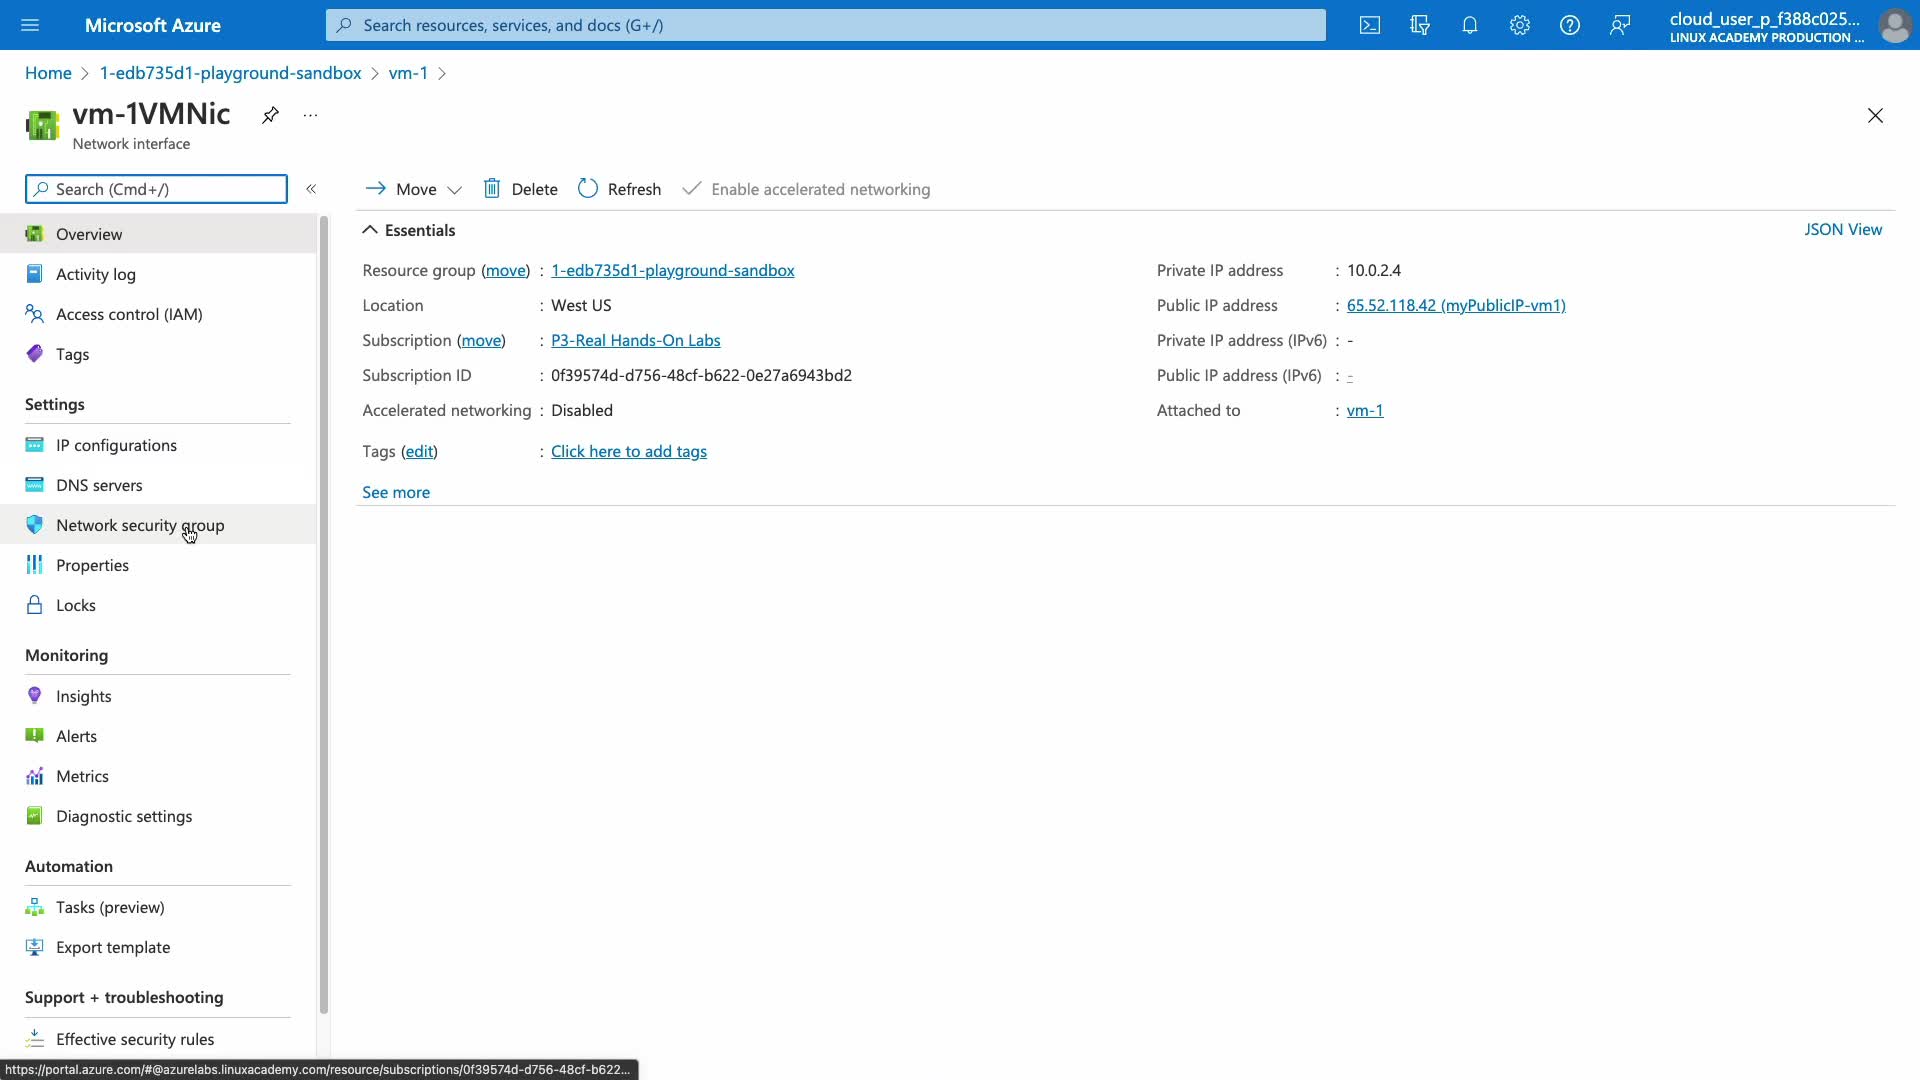 Microsoft Azure
Search resources, services, and docs (G+/)
cloud_user_p_f388c025...
LINUX ACADEMY PRODUCTION ...
Home > 1-edb735d1-playground-sandbox > vm-1 >
vm-1VMNic
...
Network interface
Search (Cmd+/)
«
Move
Delete
Refresh
Enable accelerated networking
Overview
Activity log
Access control (IAM)
Tags
Settings
IP configurations
DNS servers
Network security group
Properties
Locks
Monitoring
Insights
Alerts
Metrics
Diagnostic settings
Automation
Tasks (preview)
Export template
Support + troubleshooting
Effective security rules
Essentials
JSON View
Resource group (move) : 1-edb735d1-playground-sandbox
Location : West US
Subscription (move) : P3-Real Hands-On Labs
Subscription ID : 0f39574d-d756-48cf-b622-0e27a6943bd2
Accelerated networking : Disabled
Tags (edit) : Click here to add tags
See more
Private IP address : 10.0.2.4
Public IP address : 65.52.118.42 (myPublicIP-vm1)
Private IP address (IPv6) : -
Public IP address (IPv6) : -
Attached to : vm-1
https://portal.azure.com/#@azurelabs.linuxacademy.com/resource/subscriptions/0f39574d-d756-48cf-b622...